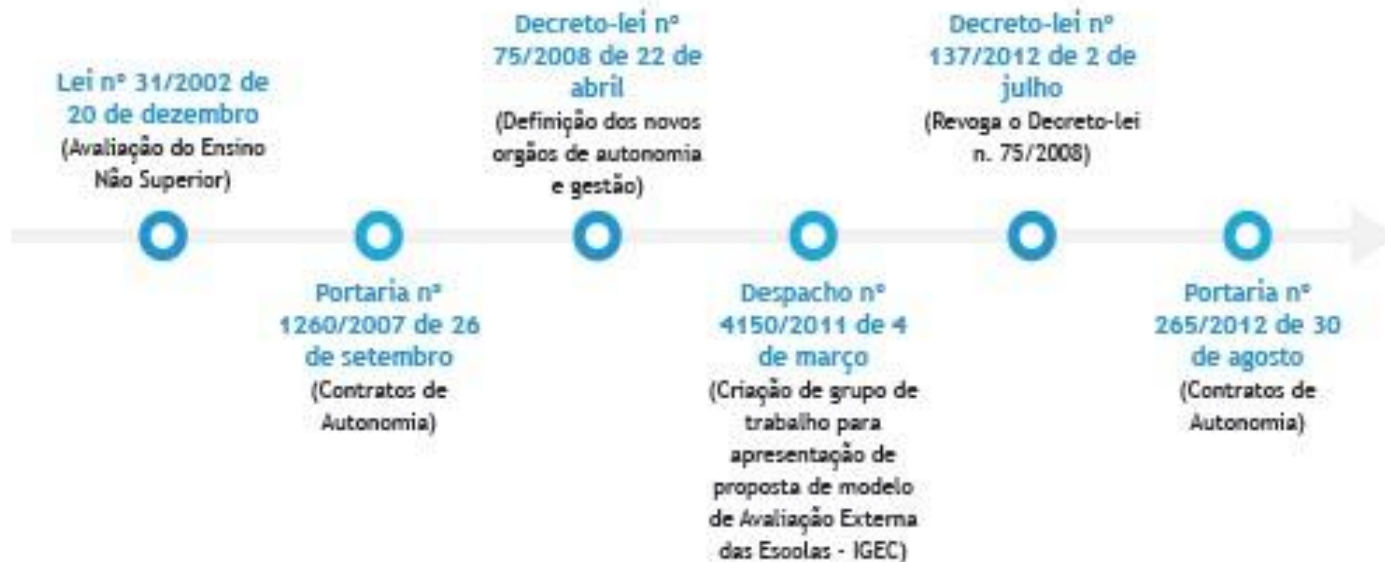 Lei nº 31/2002 de
20 de dezembro
(Avaliação do Ensino
Não Superior)
Portaria nº
1260/2007 de 26
de setembro
(Contratos de
Autonomia)
Decreto-lei nº
75/2008 de 22 de
abril
(Definição dos novos
orgãos de autonomia
e gestão)
Despacho nº
4150/2011 de 4
de março
(Criação de grupo de
trabalho para
apresentação de
proposta de modelo
de Avaliação Externa
das Escolas - IGEC)
Decreto-lei nº
137/2012 de 2 de
julho
(Revoga o Decreto-lei
n. 75/2008)
Portaria nº
265/2012 de 30
de agosto
(Contratos de
Autonomia)